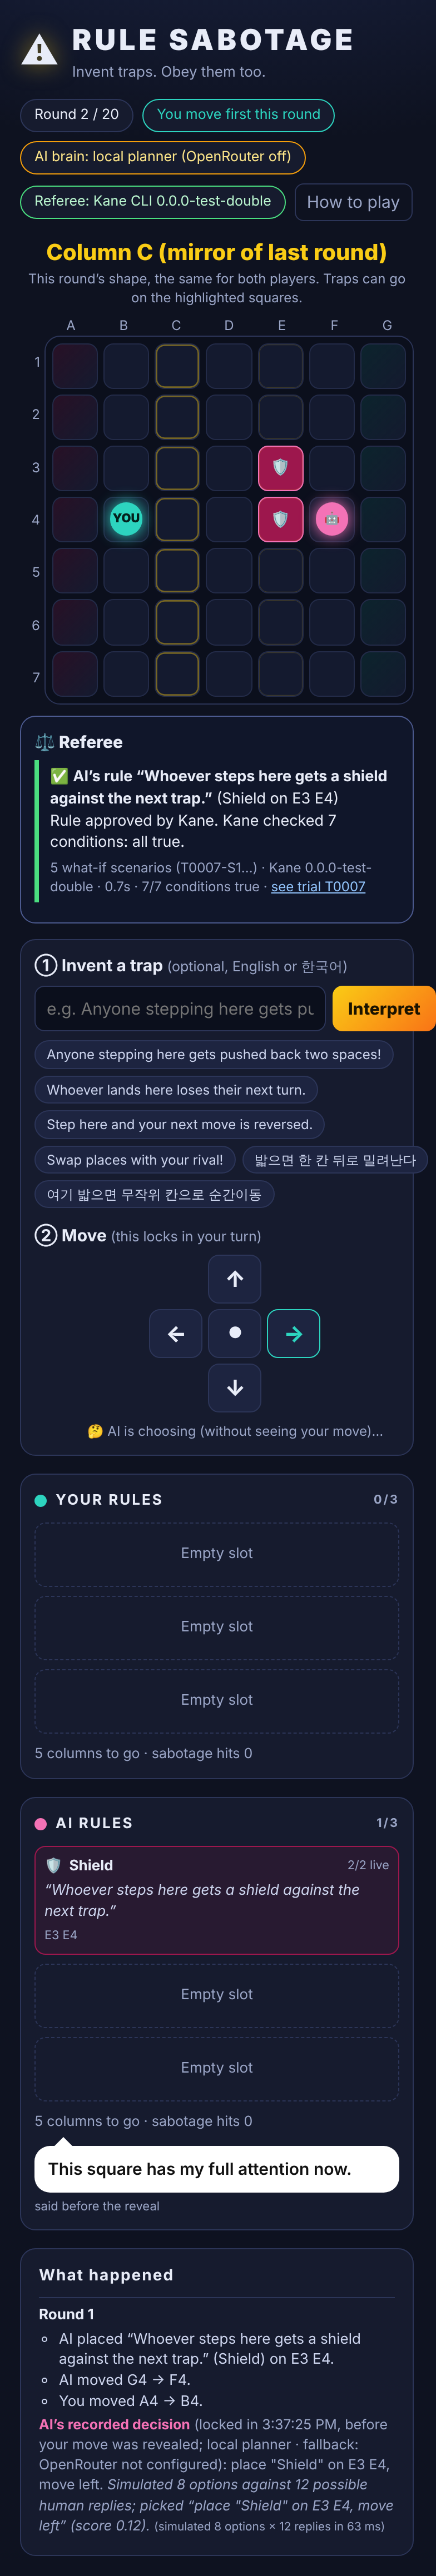 RULE SABOTAGE
Invent traps. Obey them too.
Round 2 / 20
You move first this round
AI brain: local planner (OpenRouter off)
Referee: Kane CLI 0.0.0-test-double
How to play
Column C (mirror of last round)
This round's shape, the same for both players. Traps can go
on the highlighted squares.
A B C D E F G
1
2
3
4
YOU
5
6
7
⚖️ Referee
✅ AI's rule “Whoever steps here gets a shield
against the next trap.” (Shield on E3 E4)
Rule approved by Kane. Kane checked 7
conditions: all true.
5 what-if scenarios (T0007-S1...) · Kane 0.0.0-test-
double · 0.7s · 7/7 conditions true · see trial T0007
① Invent a trap (optional, English or 한국어)
e.g. Anyone stepping here gets pu
Interpret
Anyone stepping here gets pushed back two spaces!
Whoever lands here loses their next turn.
Step here and your next move is reversed.
Swap places with your rival!
밟으면 한 칸 뒤로 밀려난다
여기 밟으면 무작위 칸으로 순간이동
② Move (this locks in your turn)
↑
← ● →
↓
🤔 AI is choosing (without seeing your move)...
YOUR RULES
0/3
Empty slot
Empty slot
Empty slot
5 columns to go · sabotage hits 0
AI RULES
1/3
🛡️ Shield
2/2 live
“Whoever steps here gets a shield against the
next trap.”
E3 E4
Empty slot
Empty slot
5 columns to go · sabotage hits 0
This square has my full attention now.
said before the reveal
What happened
Round 1
AI placed “Whoever steps here gets a shield
against the next trap.” (Shield) on E3 E4.
AI moved G4 → F4.
You moved A4 → B4.
AI's recorded decision (locked in 3:37:25 PM, before
your move was revealed; local planner · fallback:
OpenRouter not configured): place "Shield" on E3 E4,
move left. Simulated 8 options against 12 possible
human replies; picked “place "Shield" on E3 E4, move
left” (score 0.12). (simulated 8 options × 12 replies in 63 ms)